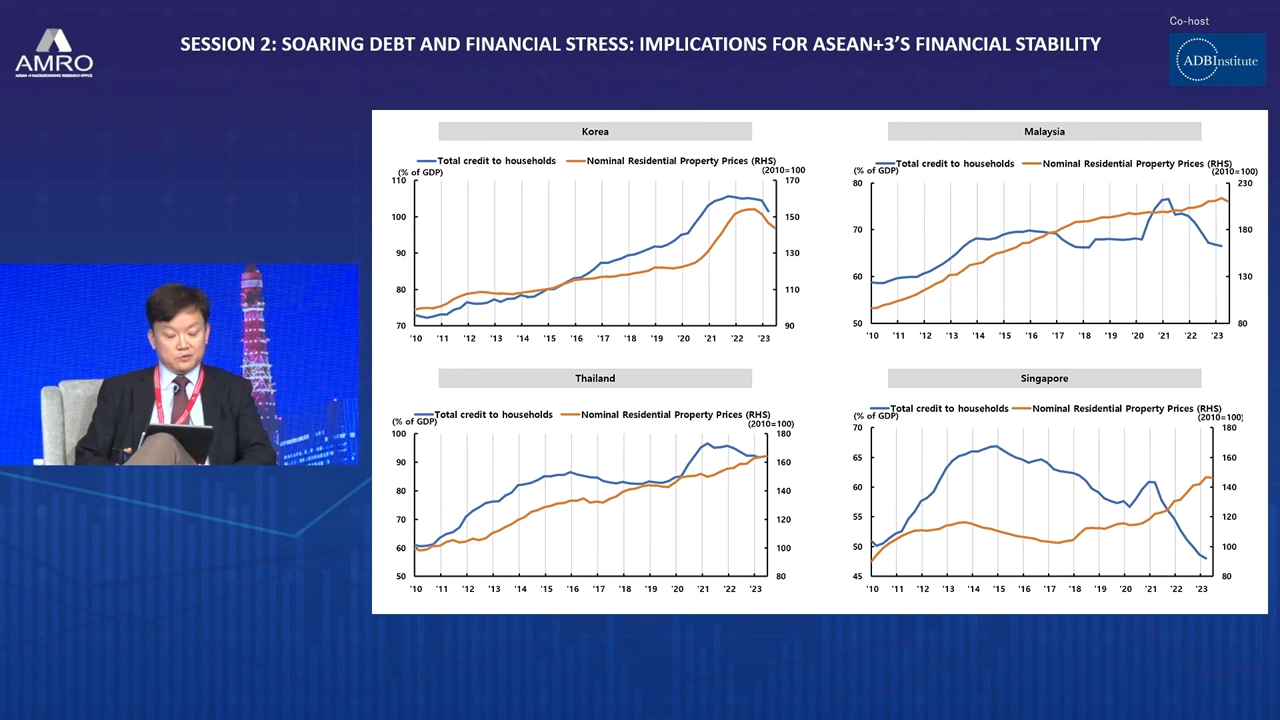 Co-host
AMRO
ASEAN+3 MACROECONOMIC RESEARCH OFFICE
SESSION 2: SOARING DEBT AND FINANCIAL STRESS: IMPLICATIONS FOR ASEAN+3'S FINANCIAL STABILITY
ADBInstitute
Korea
Total credit to households
Nominal Residential Property Prices (RHS)
(% of GDP)
(2010=100
110
100
90
80
70
170
150
130
110
90
'10 '11 '12 '13 '14 '15 '16 '17 '18 '19 '20 '21 '22 '23
Malaysia
Total credit to households
Nominal Residential Property Prices (RHS)
(% of GDP)
(2010=100)
80
70
60
50
230
180
130
80
'10 '11 '12 '13 '14 '15 '16 '17 '18 '19 '20 '21 '22 '23
Thailand
Total credit to households
Nominal Residential Property Prices (RHS)
(% of GDP)
(2010=100)
100
90
80
70
60
50
180
160
140
120
100
80
'10 '11 '12 '13 '14 '15 '16 '17 '18 '19 '20 '21 '22 '23
Singapore
Total credit to households
Nominal Residential Property Prices (RHS)
(% of GDP)
(2010=100)
70
65
60
55
50
45
180
160
140
120
100
80
'10 '11 '12 '13 '14 '15 '16 '17 '18 '19 '20 '21 '22 '23